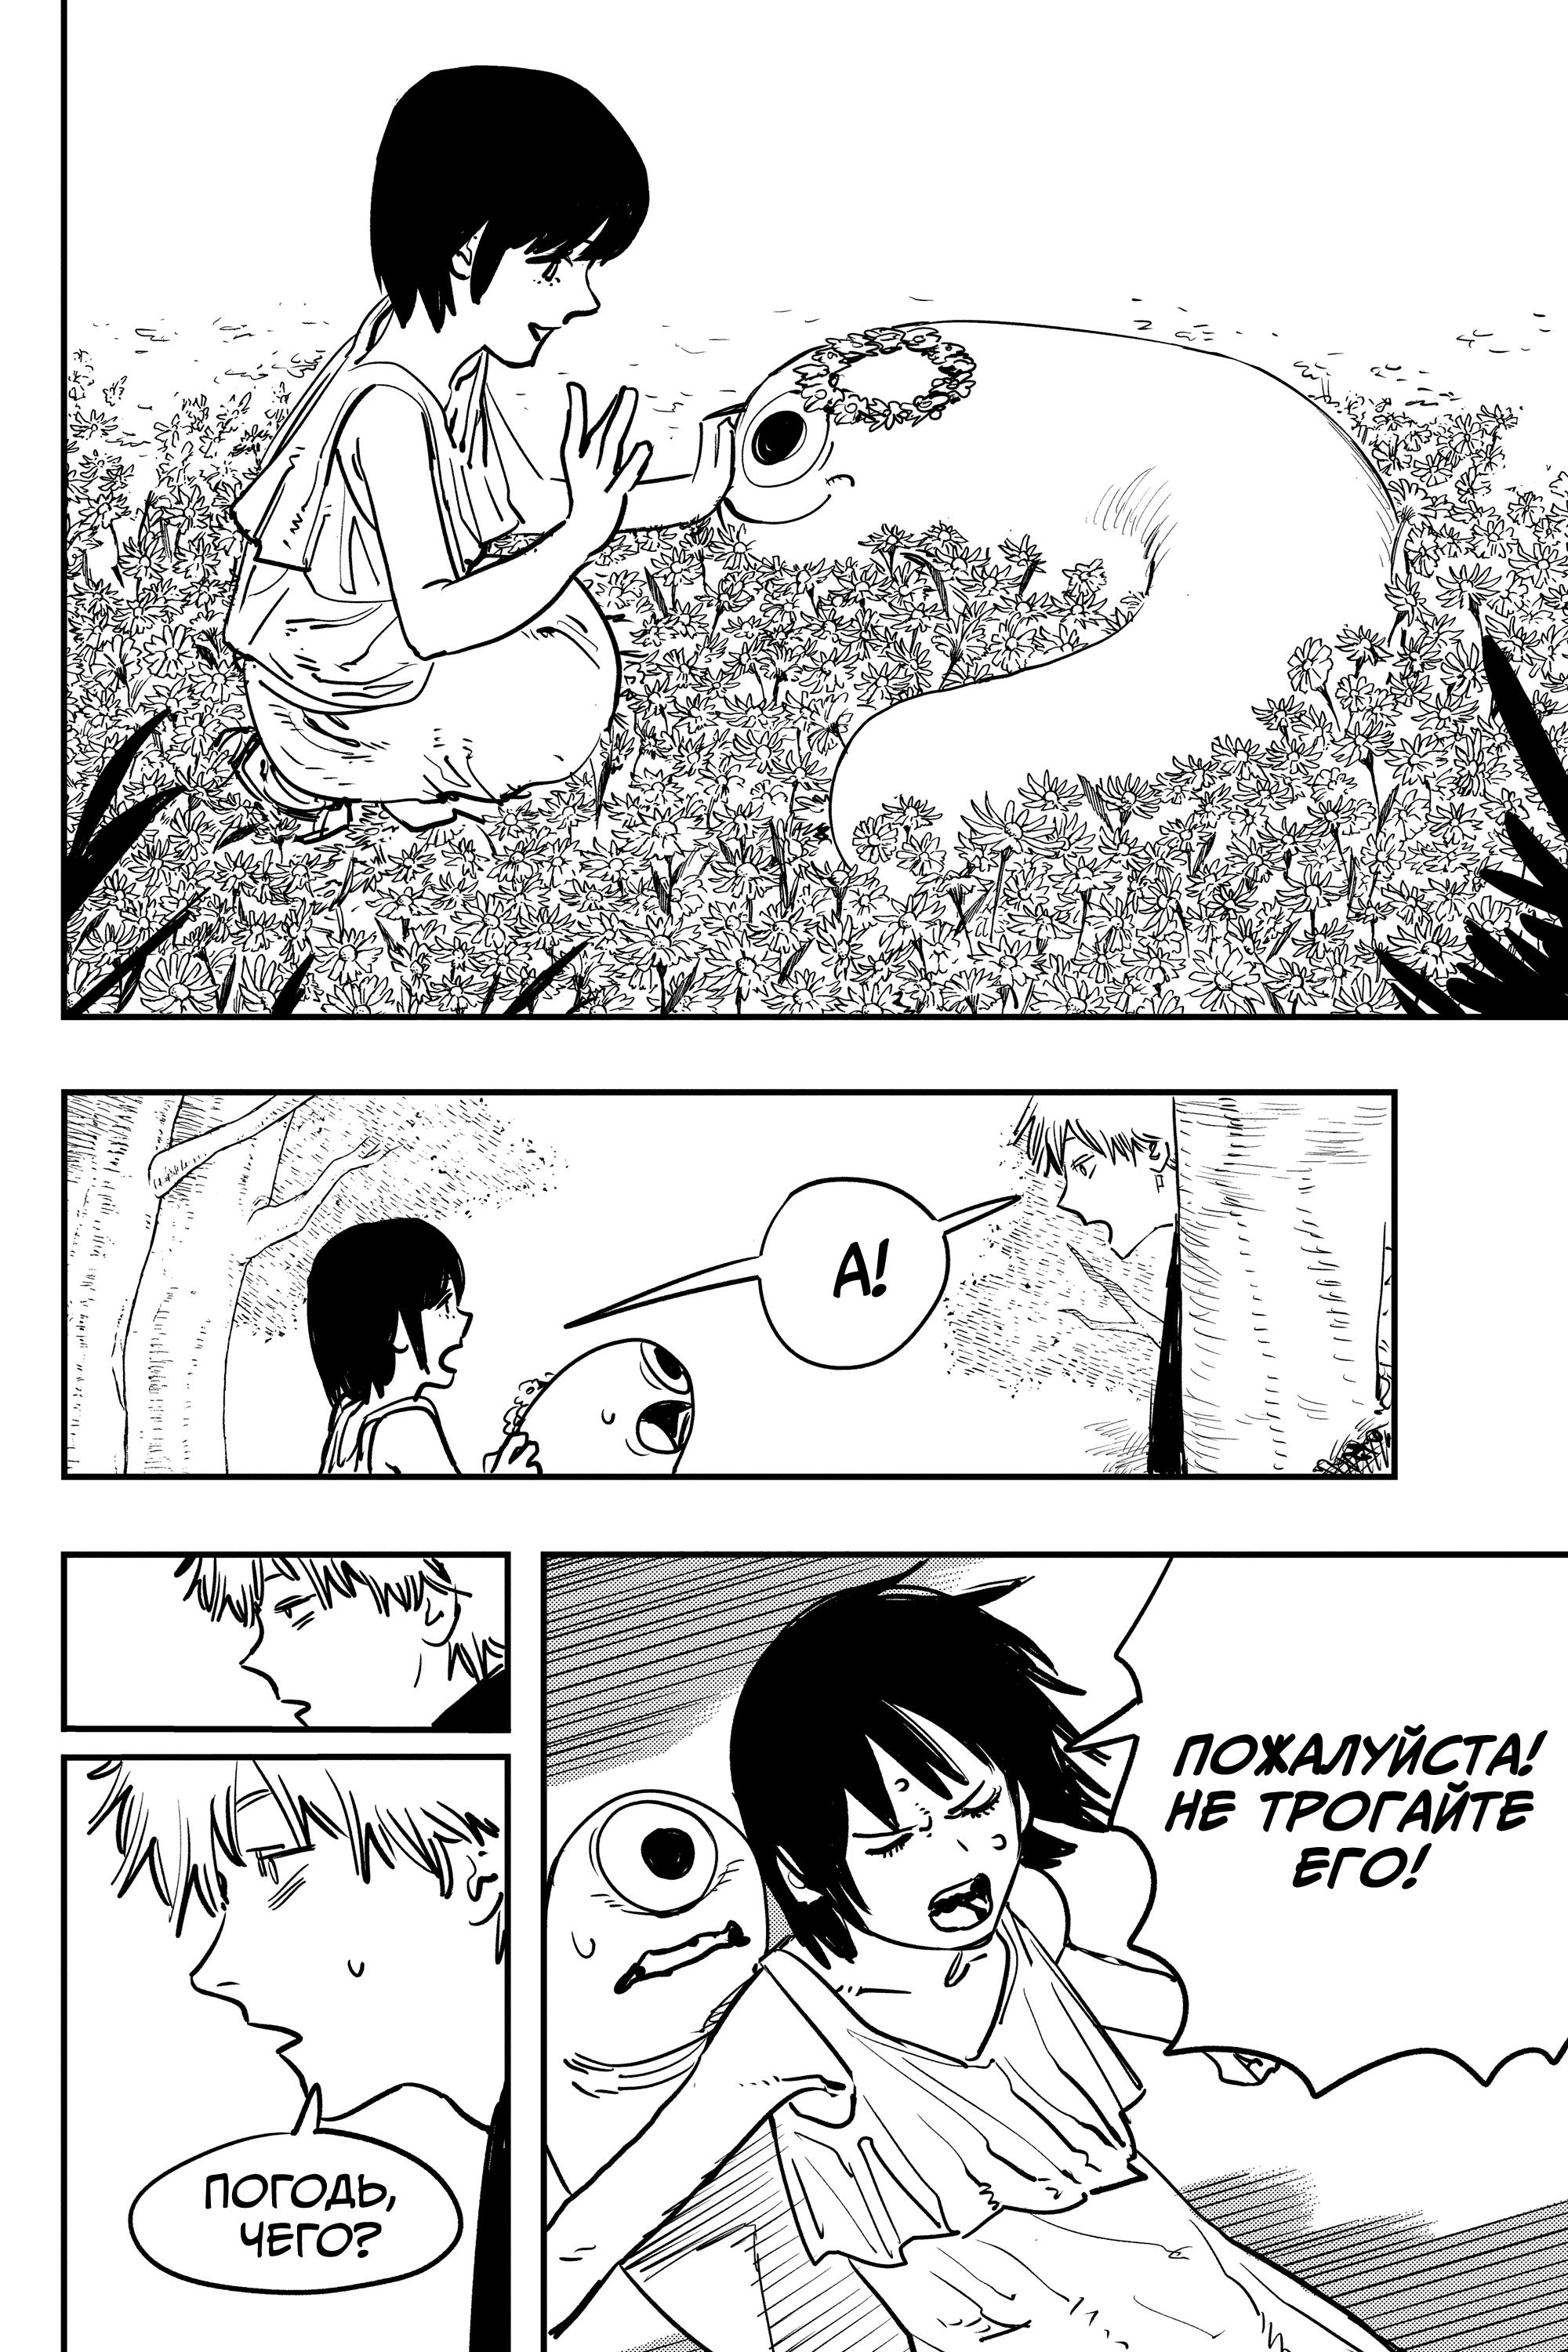 А!
ПОЖАЛУЙСТА!
НЕ ТРОГАЙТЕ
ЕГО!
ПОГОДЬ,
ЧЕГО?